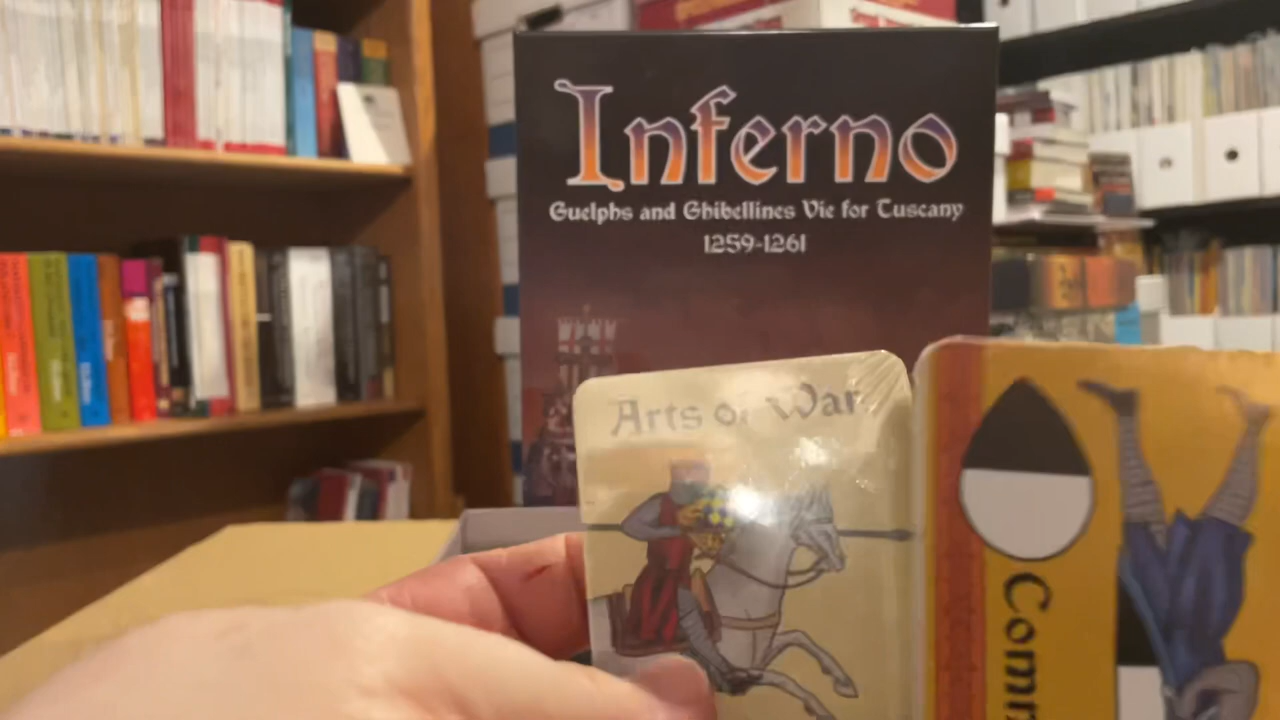 Inferno
Guelphs and Ghibellines Vie for Tuscany
1259-1261
Arts of War
Comm